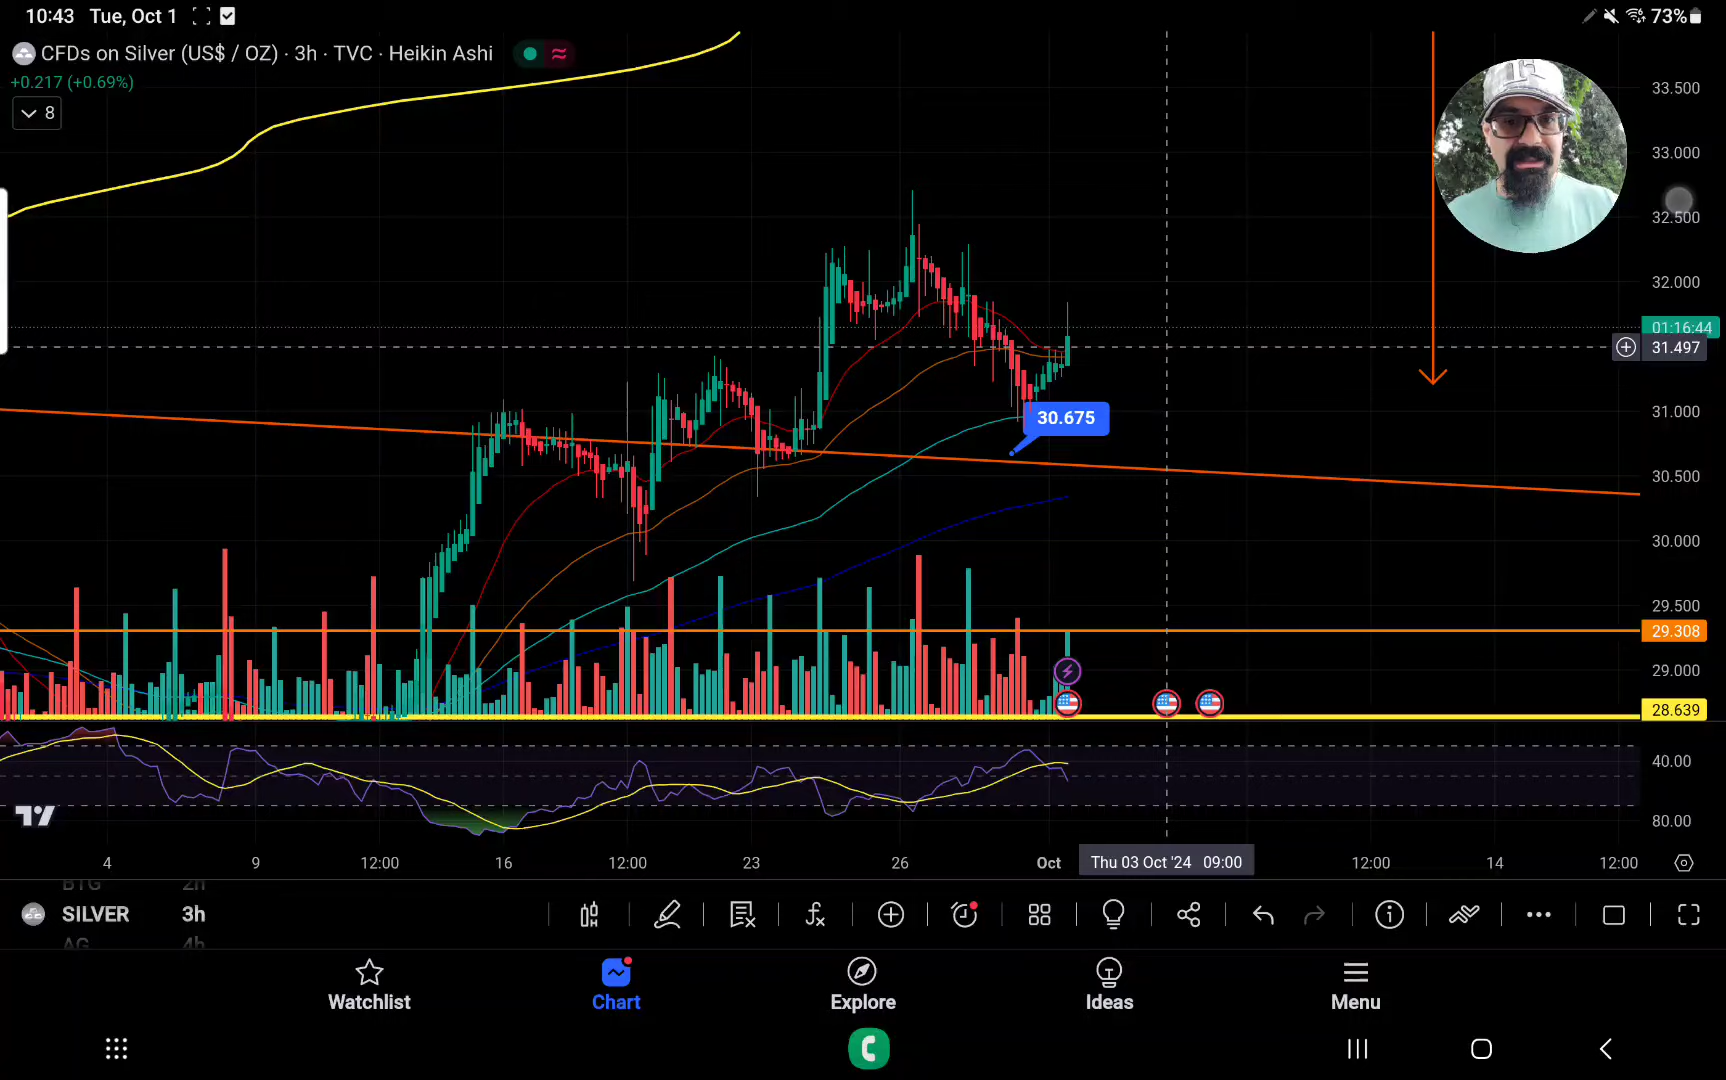 10:43 Tue, Oct 1
73%
CFDs on Silver (US$ / OZ) · 3h · TVC · Heikin Ashi
+0.217 (+0.69%)
8
33.500
33.000
32.500
32.000
01:16:44
31.497
31.000
30.675
30.500
30.000
29.500
29.308
29.000
28.639
40.00
80.00
4
9
12:00
16
12:00
23
26
Oct
Thu 03 Oct '24 09:00
12:00
14
12:00
BTG 2h
SILVER 3h
AG 4h
Watchlist
Chart
Explore
Ideas
Menu